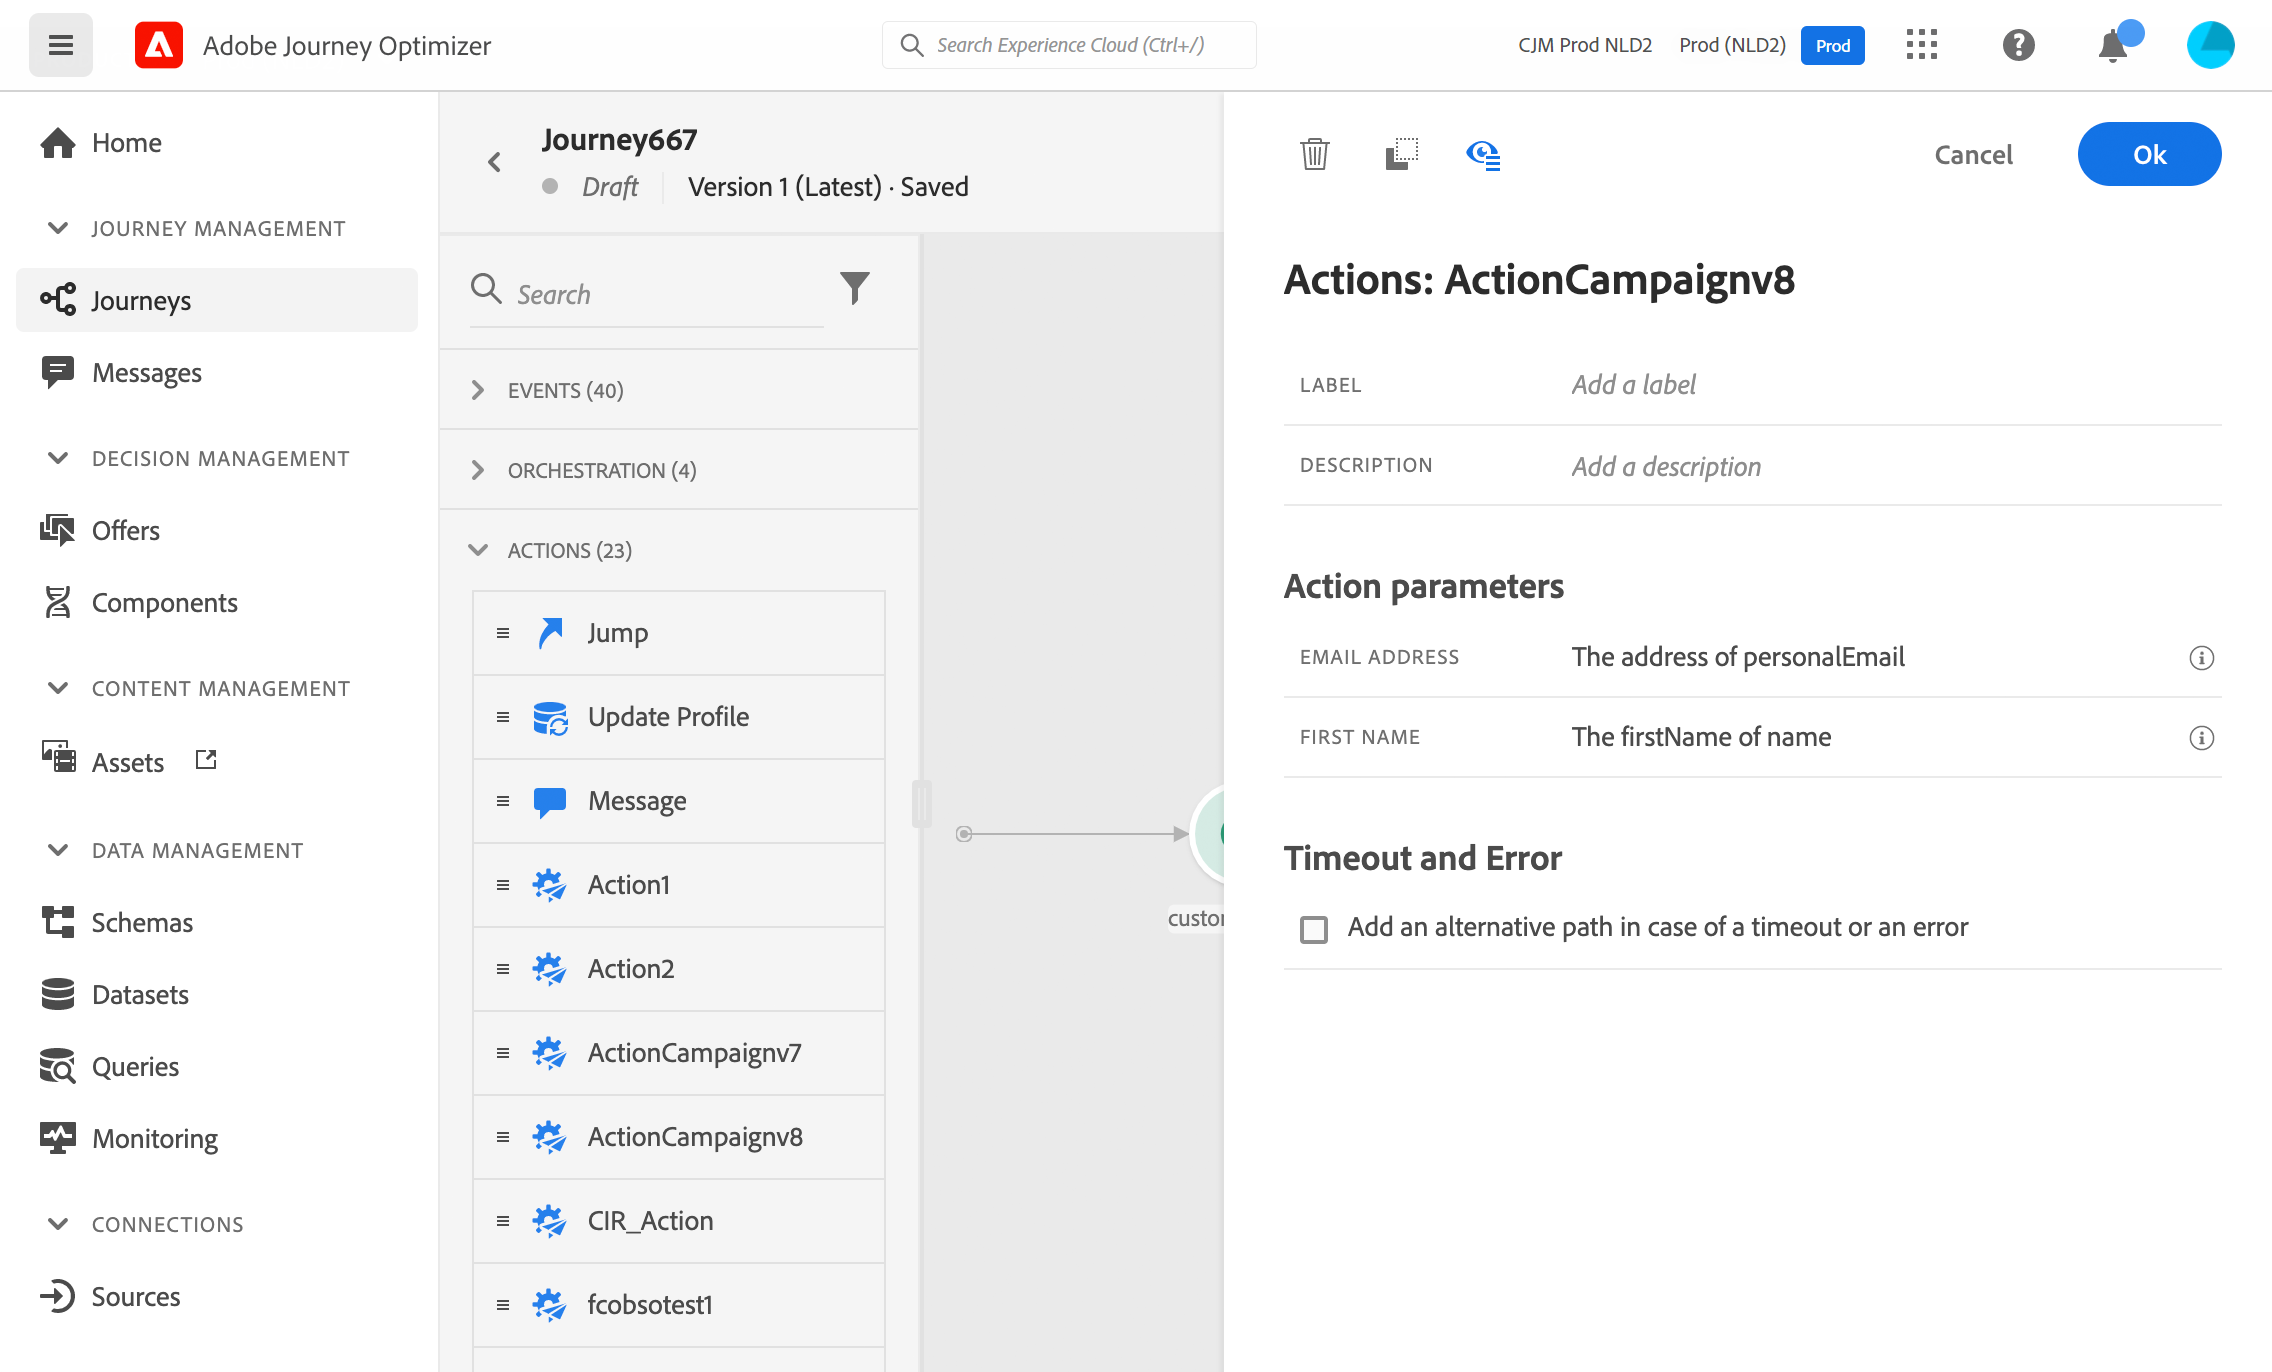 Adobe Journey Optimizer
Search Experience Cloud (Ctrl+/)
CJM Prod NLD2
Prod (NLD2)
Prod
Home
JOURNEY MANAGEMENT
Journeys
Messages
DECISION MANAGEMENT
Offers
Components
CONTENT MANAGEMENT
Assets
DATA MANAGEMENT
Schemas
Datasets
Queries
Monitoring
CONNECTIONS
Sources
Journey667
Draft
Version 1 (Latest) · Saved
Search
EVENTS (40)
ORCHESTRATION (4)
ACTIONS (23)
Jump
Update Profile
Message
Action1
Action2
ActionCampaignv7
ActionCampaignv8
CIR_Action
fcobsotest1
custo
Cancel
Ok
Actions: ActionCampaignv8
LABEL
Add a label
DESCRIPTION
Add a description
Action parameters
EMAIL ADDRESS
The address of personalEmail
FIRST NAME
The firstName of name
Timeout and Error
Add an alternative path in case of a timeout or an error